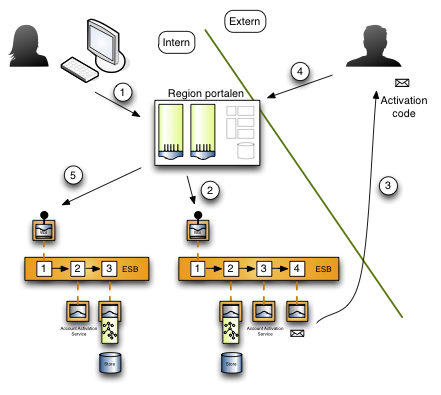 Extern
Intern
4
Region portalen
1
Activation
code
5
2
3
1
2
3
ESB
1
2
3
4
ESB
Account Activation
Service
Account Activation
Service
Store
Store